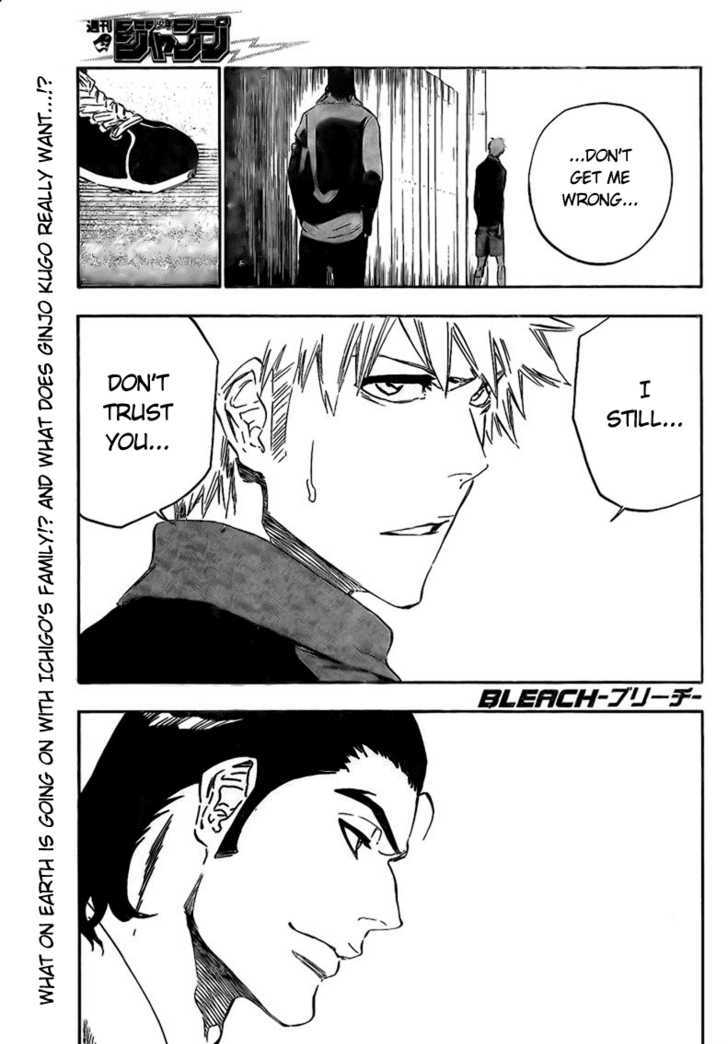 週刊少年
ジャンプ
WHAT ON EARTH IS GOING ON WITH ICHIGO'S FAMILY!? AND WHAT DOES GINJO KUGO REALLY WANT...!?
...DON'T
GET ME
WRONG...
I
STILL...
DON'T
TRUST
YOU...
BLEACH-ブリーチ-